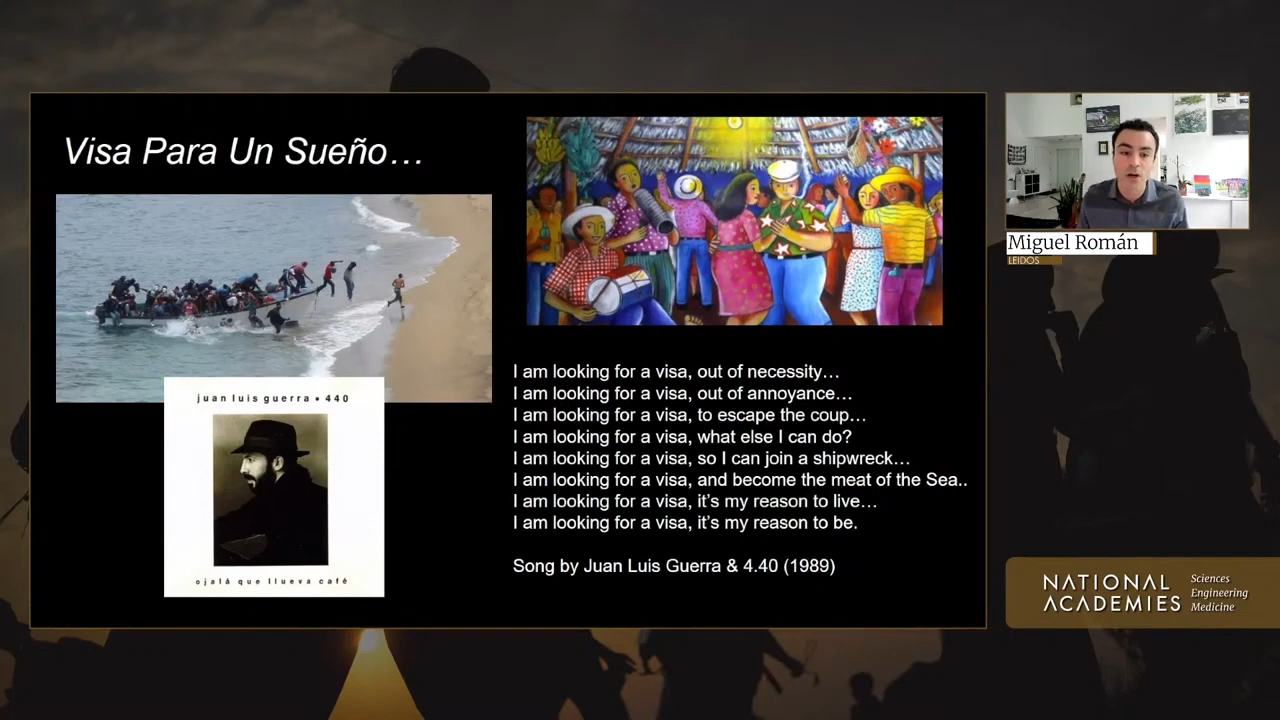 Visa Para Un Sueño…
juan luis guerra • 440
ojalá que llueva café
I am looking for a visa, out of necessity…
I am looking for a visa, out of annoyance…
I am looking for a visa, to escape the coup…
I am looking for a visa, what else I can do?
I am looking for a visa, so I can join a shipwreck…
I am looking for a visa, and become the meat of the Sea..
I am looking for a visa, it’s my reason to live…
I am looking for a visa, it’s my reason to be.
Song by Juan Luis Guerra & 4.40 (1989)
Miguel Román
LEIDOS
NATIONAL
ACADEMIES
Sciences
Engineering
Medicine